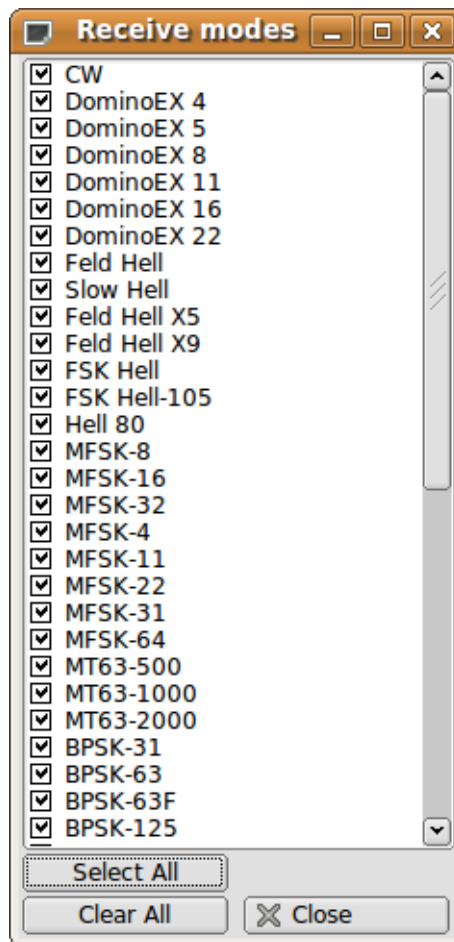 Receive modes
CW
DominoEX 4
DominoEX 5
DominoEX 8
DominoEX 11
DominoEX 16
DominoEX 22
Feld Hell
Slow Hell
Feld Hell X5
Feld Hell X9
FSK Hell
FSK Hell-105
Hell 80
MFSK-8
MFSK-16
MFSK-32
MFSK-4
MFSK-11
MFSK-22
MFSK-31
MFSK-64
MT63-500
MT63-1000
MT63-2000
BPSK-31
BPSK-63
BPSK-63F
BPSK-125
Select All
Clear All Close